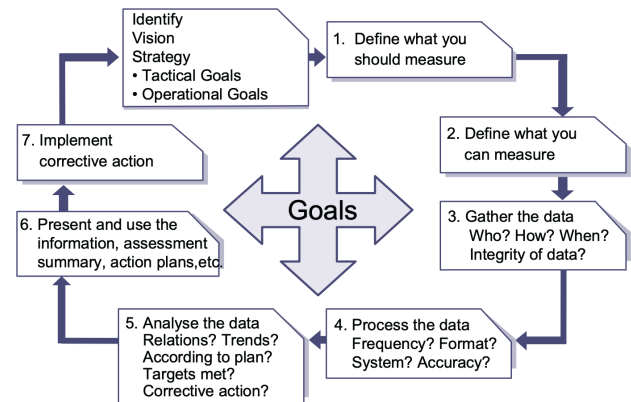 Identify
Vision
Strategy
• Tactical Goals
• Operational Goals
1. Define what you
should measure
2. Define what you
can measure
3. Gather the data
Who? How? When?
Integrity of data?
4. Process the data
Frequency? Format?
System? Accuracy?
5. Analyse the data
Relations? Trends?
According to plan?
Targets met?
Corrective action?
6. Present and use the
information, assessment
summary, action plans,etc.
7. Implement
corrective action
Goals